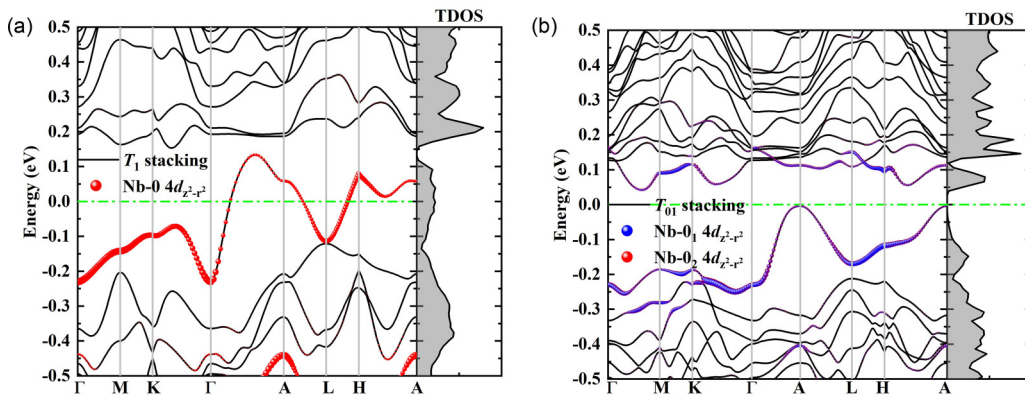 (a)
TDOS
Energy (eV)
0.5
0.4
0.3
0.2
0.1
0.0
-0.1
-0.2
-0.3
-0.4
-0.5
T₁ stacking
Nb-0 4d_z²-r²
Γ M K Γ A L H A
(b)
TDOS
Energy (eV)
0.5
0.4
0.3
0.2
0.1
0.0
-0.1
-0.2
-0.3
-0.4
-0.5
T₀₁ stacking
Nb-0₁ 4d_z²-r²
Nb-0₂ 4d_z²-r²
Γ M K Γ A L H A